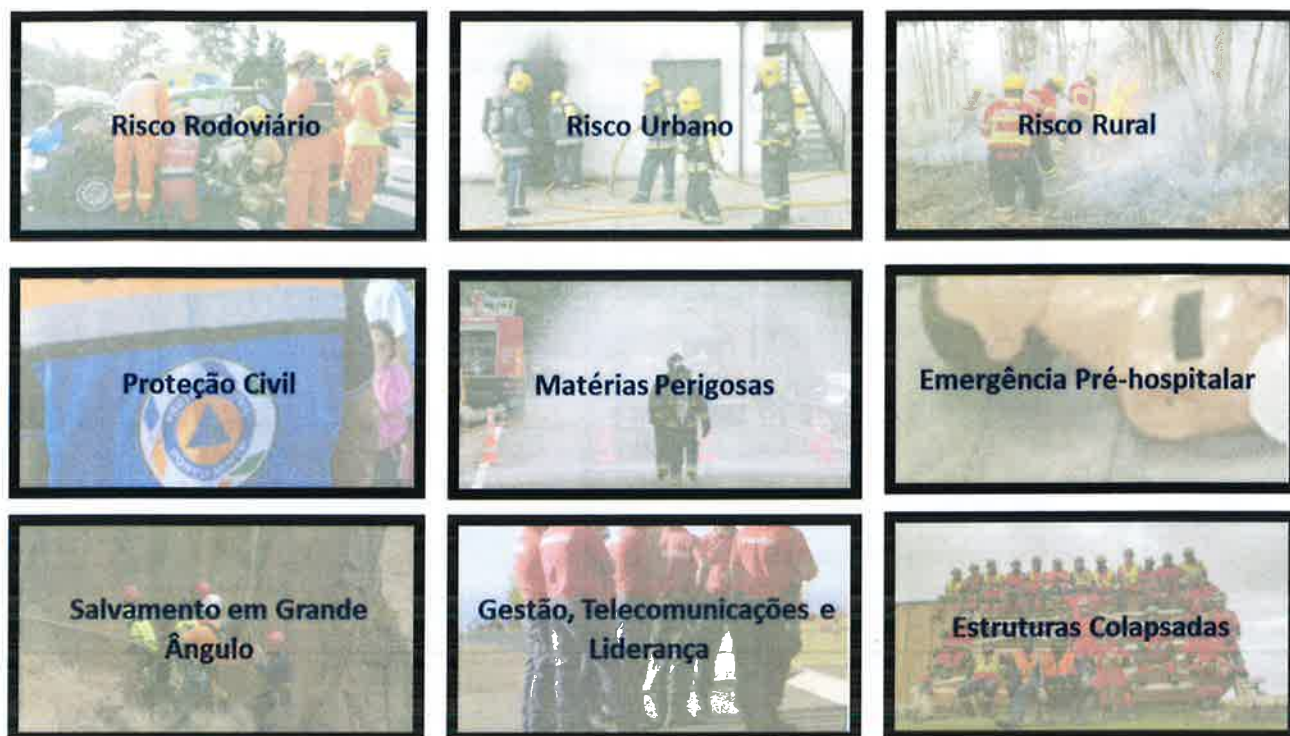 Risco Rodoviário
Risco Urbano
Risco Rural
Proteção Civil
Matérias Perigosas
Emergência Pré-hospitalar
Salvamento em Grande
Ângulo
Gestão, Telecomunicações e
Liderança
Estruturas Colapsadas